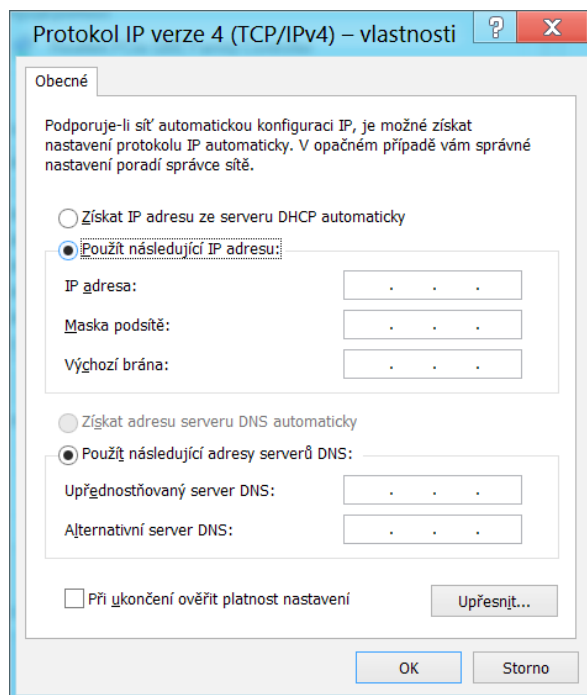 Protokol IP verze 4 (TCP/IPv4) – vlastnosti
Obecné
Podporuje-li síť automatickou konfiguraci IP, je možné získat
nastavení protokolu IP automaticky. V opačném případě vám správné
nastavení poradí správce sítě.
Získat IP adresu ze serveru DHCP automaticky
Použít následující IP adresu:
IP adresa:
Maska podsítě:
Výchozí brána:
Získat adresu serveru DNS automaticky
Použít následující adresy serverů DNS:
Upřednostňovaný server DNS:
Alternativní server DNS:
Při ukončení ověřit platnost nastavení
Upřesnit...
OK
Storno